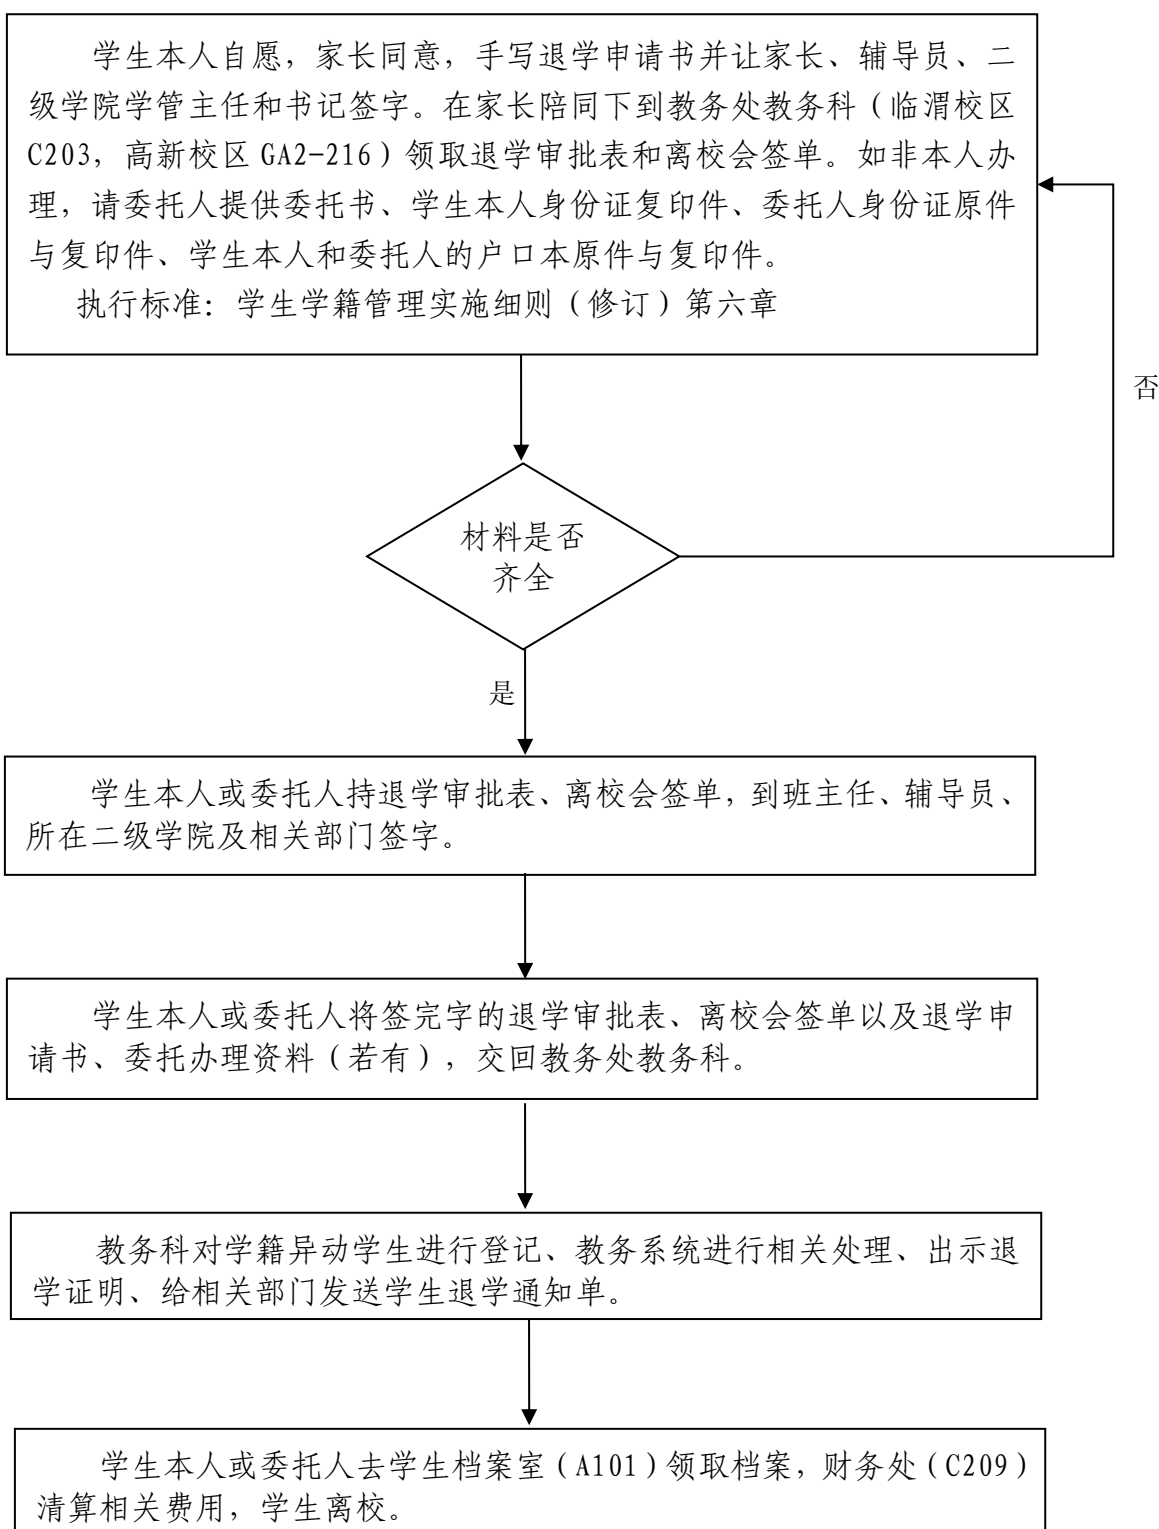 学生本人自愿，家长同意，手写退学申请书并让家长、辅导员、二
级学院学管主任和书记签字。在家长陪同下到教务处教务科（临渭校区
C203，高新校区 GA2-216）领取退学审批表和离校会签单。如非本人办
理，请委托人提供委托书、学生本人身份证复印件、委托人身份证原件
与复印件、学生本人和委托人的户口本原件与复印件。
执行标准：学生学籍管理实施细则（修订）第六章
否
材料是否
齐全
是
学生本人或委托人持退学审批表、离校会签单，到班主任、辅导员、
所在二级学院及相关部门签字。
学生本人或委托人将签完字的退学审批表、离校会签单以及退学申
请书、委托办理资料（若有），交回教务处教务科。
教务科对学籍异动学生进行登记、教务系统进行相关处理、出示退
学证明、给相关部门发送学生退学通知单。
学生本人或委托人去学生档案室（A101）领取档案，财务处（C209）
清算相关费用，学生离校。